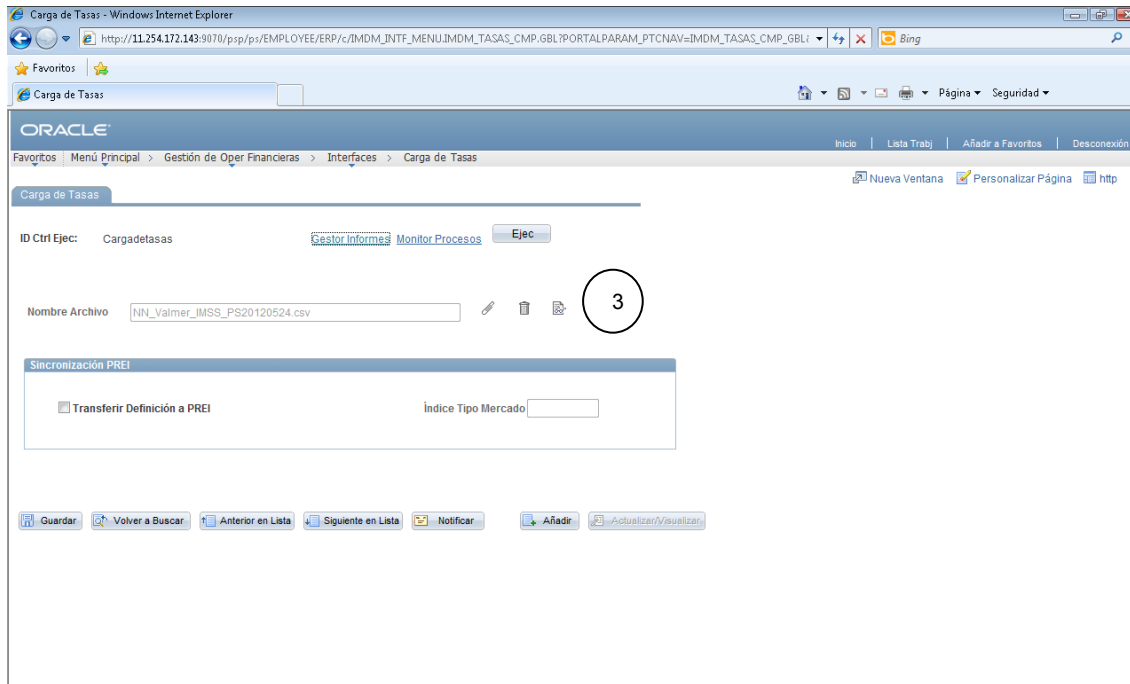 Carga de Tasas - Windows Internet Explorer
http://11.254.172.143:9070/psp/ps/EMPLOYEE/ERP/c/IMDM_INTF_MENU.IMDM_TASAS_CMP.GBL?PORTALPARAM_PTCNAV=IMDM_TASAS_CMP_GBL& Bing
Favoritos
Carga de Tasas Página Seguridad
ORACLE
Inicio | Lista Trabj | Añadir a Favoritos | Desconexión
Favoritos Menú Principal > Gestión de Oper Financieras > Interfaces > Carga de Tasas
Nueva Ventana Personalizar Página http
Carga de Tasas
ID Ctrl Ejec: Cargadetasas Gestor Informes Monitor Procesos Ejec
3
Nombre Archivo NN_Valmer_IMSS_PS20120524.csv
Sincronización PREI
Transferir Definición a PREI Índice Tipo Mercado
Guardar Volver a Buscar Anterior en Lista Siguiente en Lista Notificar Añadir Actualizar/Visualizar